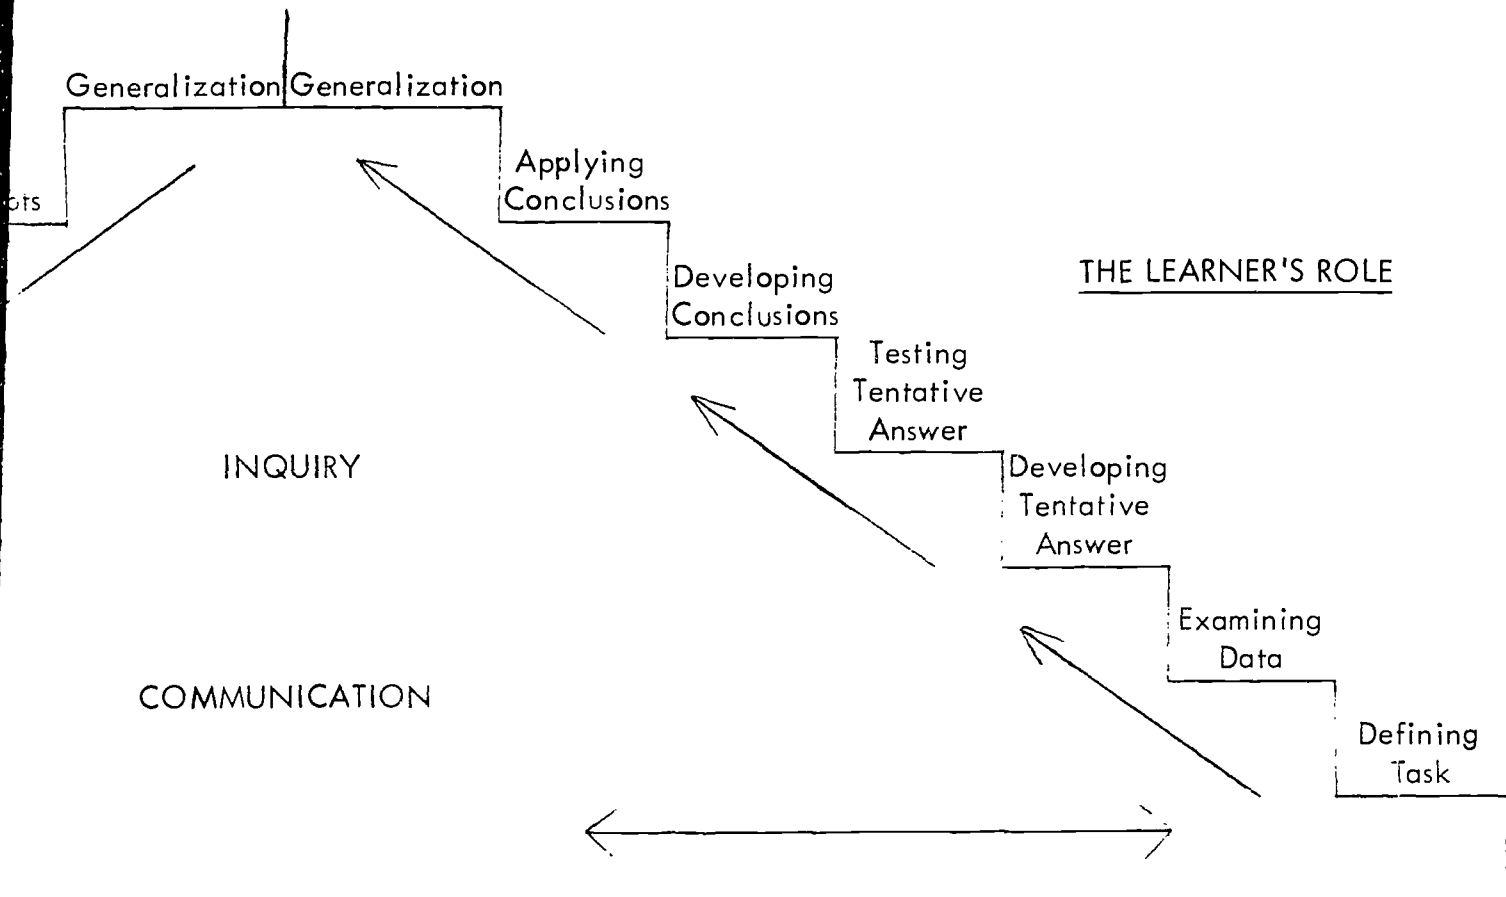 Generalization Generalization
Applying
Conclusions
Developing
Conclusions
THE LEARNER'S ROLE
Testing
Tentative
Answer
INQUIRY
Developing
Tentative
Answer
Examining
Data
COMMUNICATION
Defining
Task